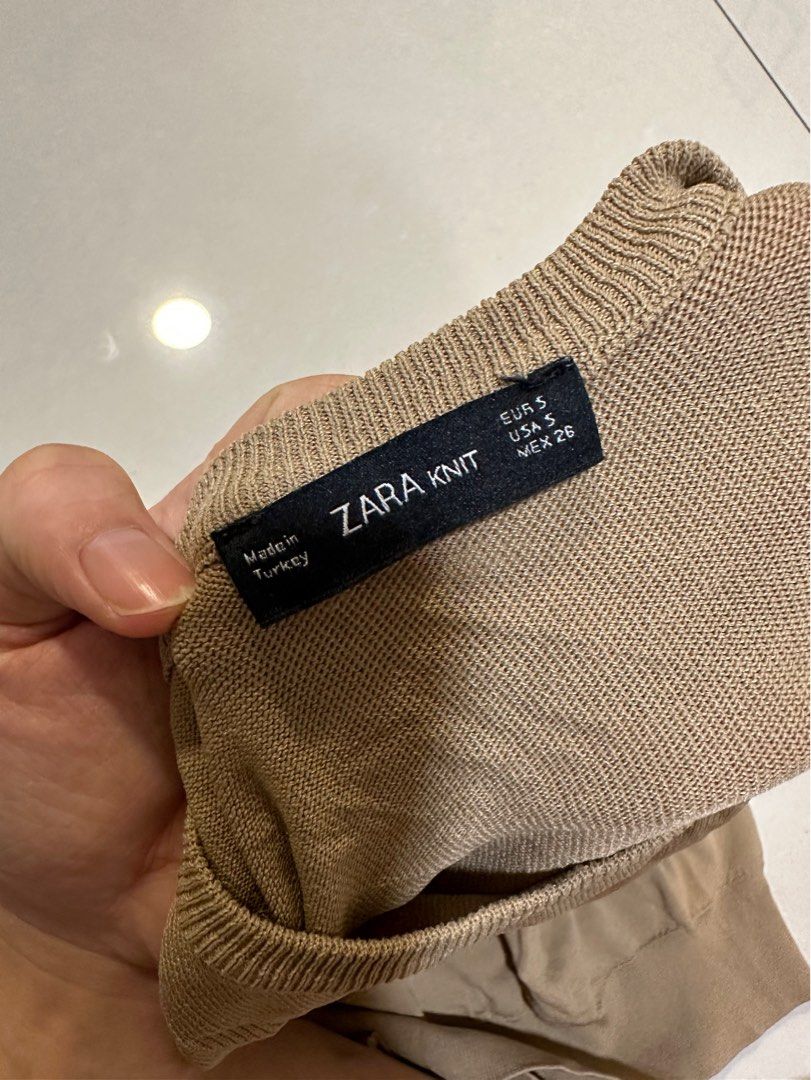 Made in
Turkey
ZARA KNIT
EUR S
USA S
MEX 26